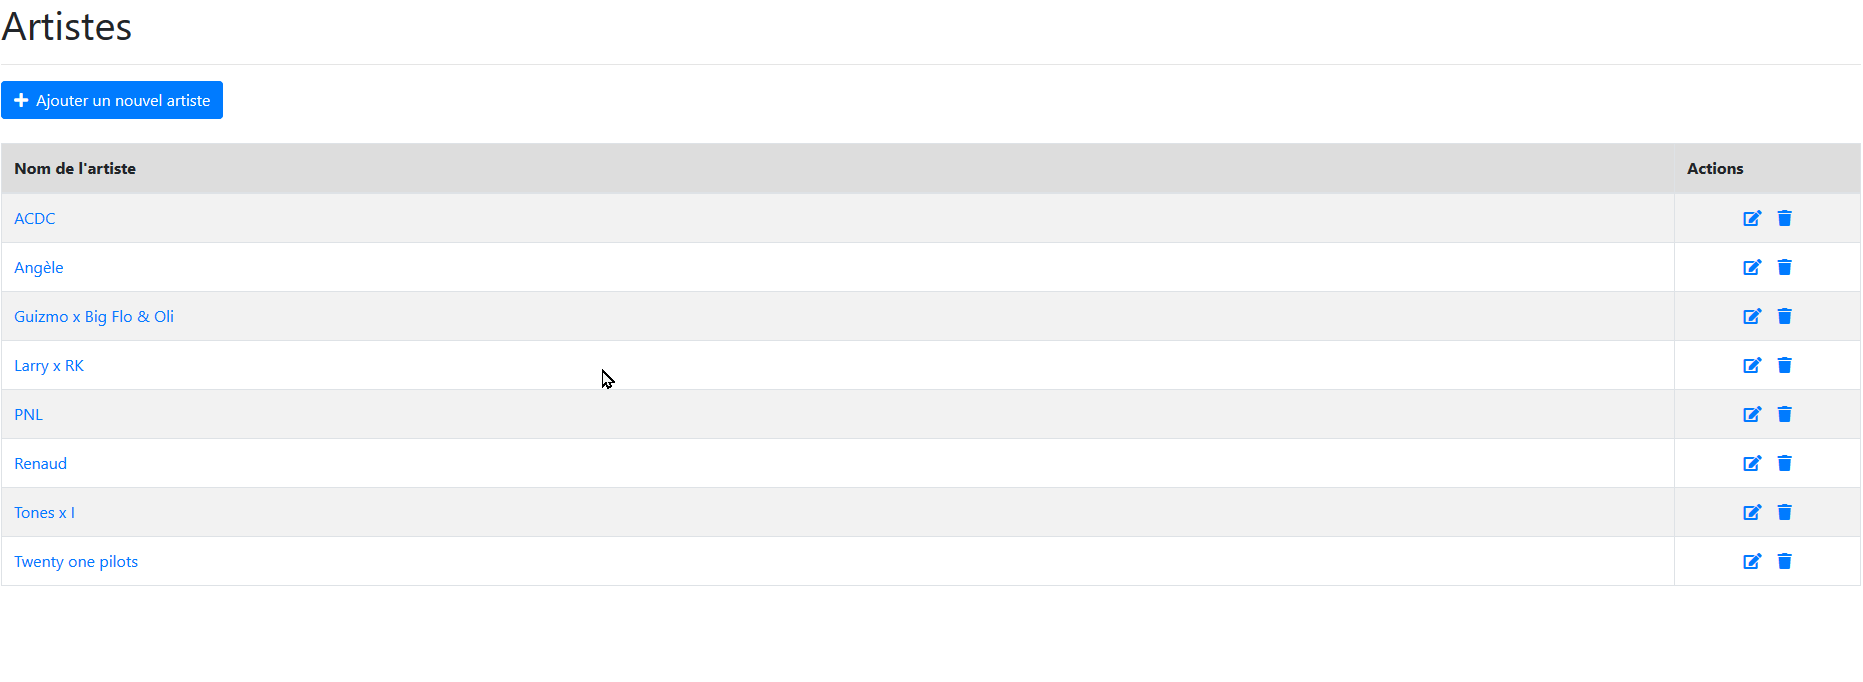 Artistes
Ajouter un nouvel artiste
Nom de l'artiste Actions
ACDC
Angèle
Guizmo x Big Flo & Oli
Larry x RK
PNL
Renaud
Tones x I
Twenty one pilots